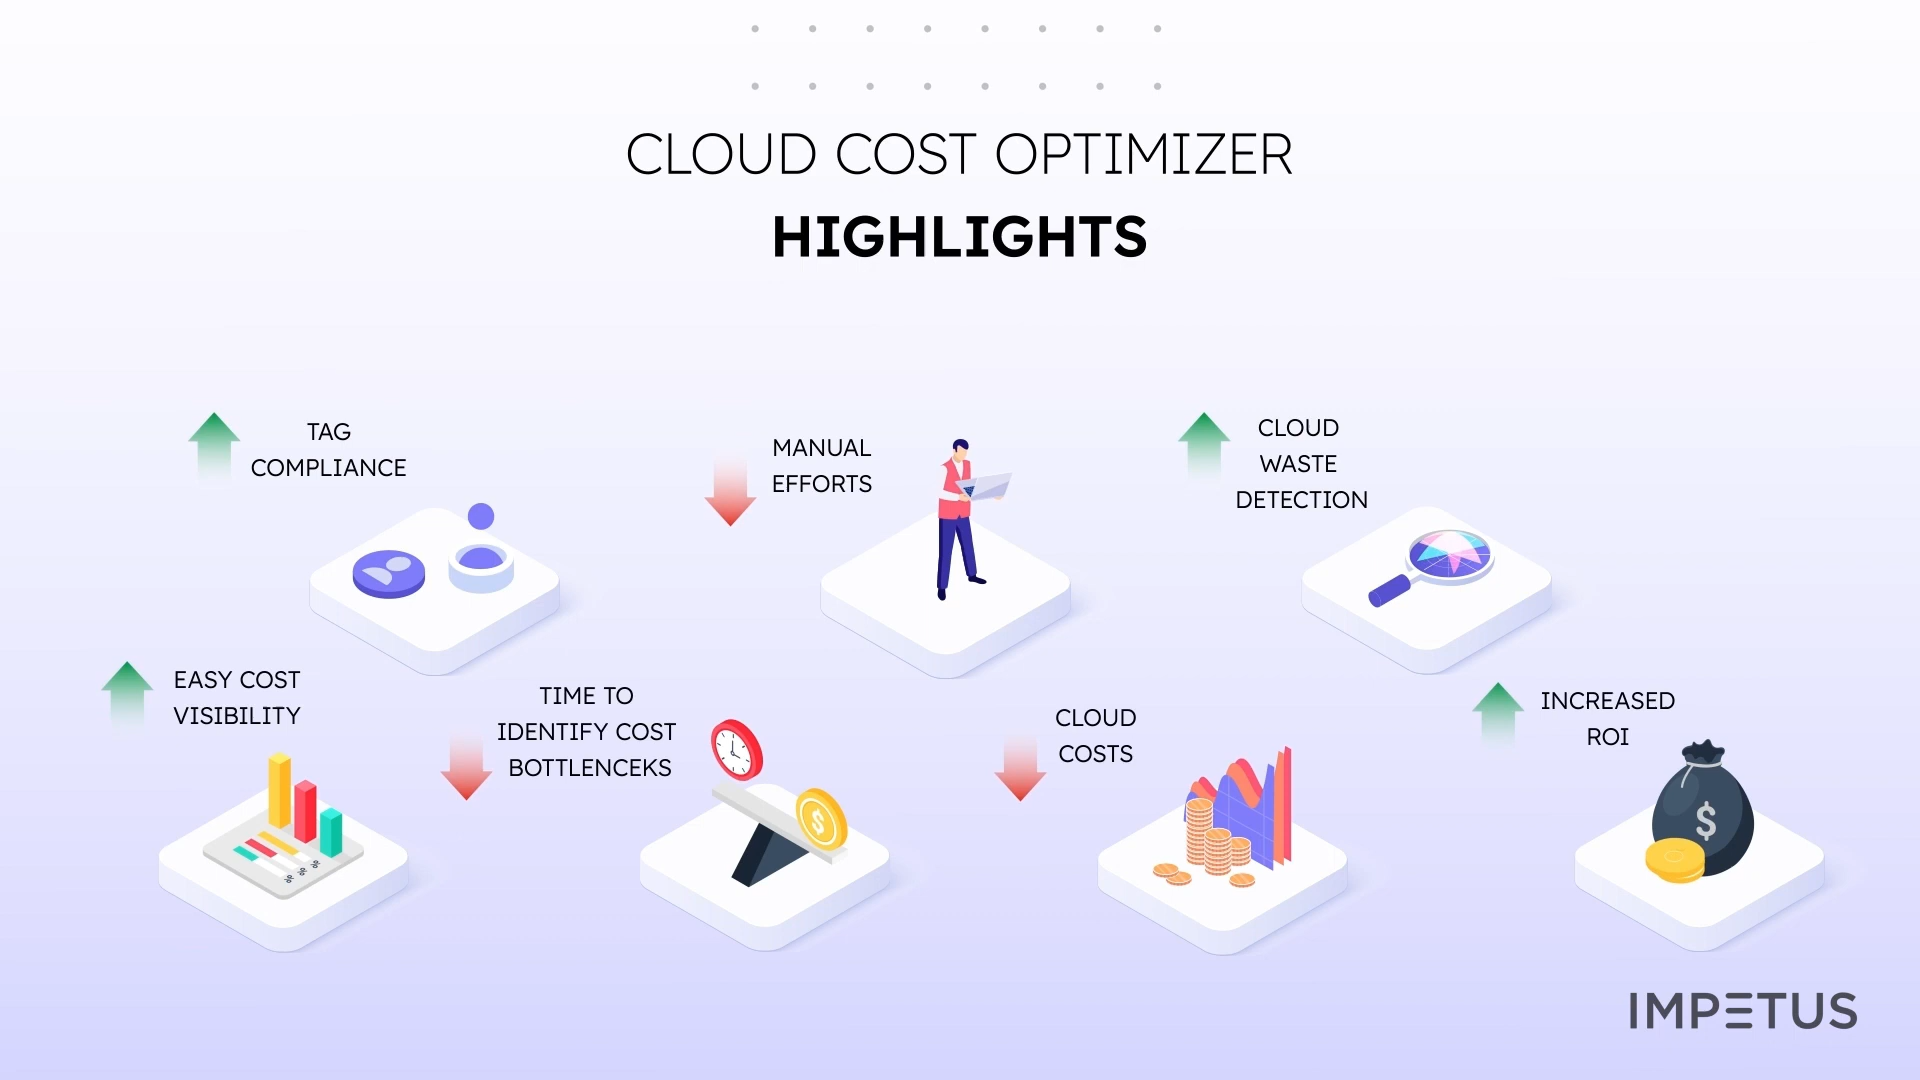 CLOUD COST OPTIMIZER
HIGHLIGHTS
TAG
COMPLIANCE
MANUAL
EFFORTS
CLOUD
WASTE
DETECTION
EASY COST
VISIBILITY
TIME TO
IDENTIFY COST
BOTTLENCEKS
CLOUD
COSTS
INCREASED
ROI
$
$
IMPETUS